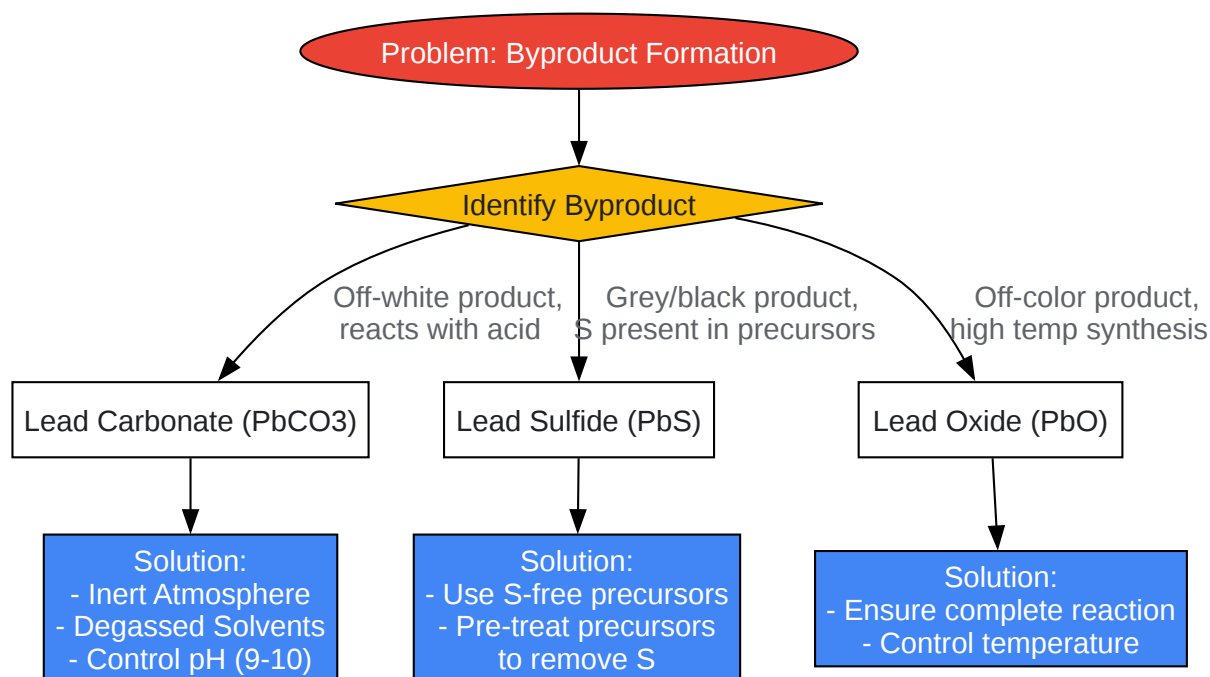 Problem: Byproduct Formation
Identify Byproduct
Off-white product,
reacts with acid
Grey/black product,
S present in precursors
Off-color product,
high temp synthesis
Lead Carbonate (PbCO3)
Lead Sulfide (PbS)
Lead Oxide (PbO)
Solution:
- Inert Atmosphere
- Degassed Solvents
- Control pH (9-10)
Solution:
- Use S-free precursors
- Pre-treat precursors
to remove S
Solution:
- Ensure complete reaction
- Control temperature